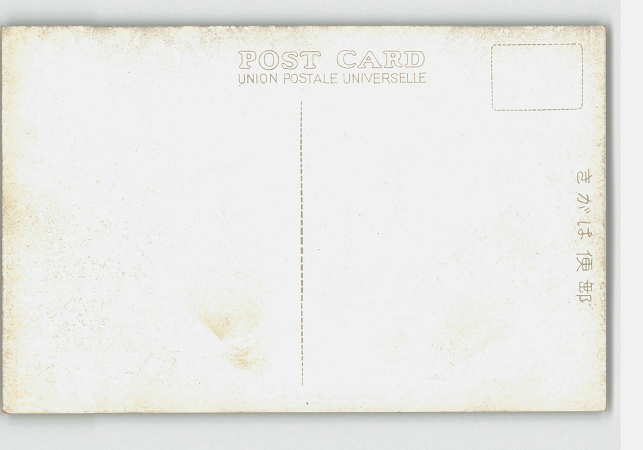 POST CARD
UNION POSTALE UNIVERSELLE
きがは便郵